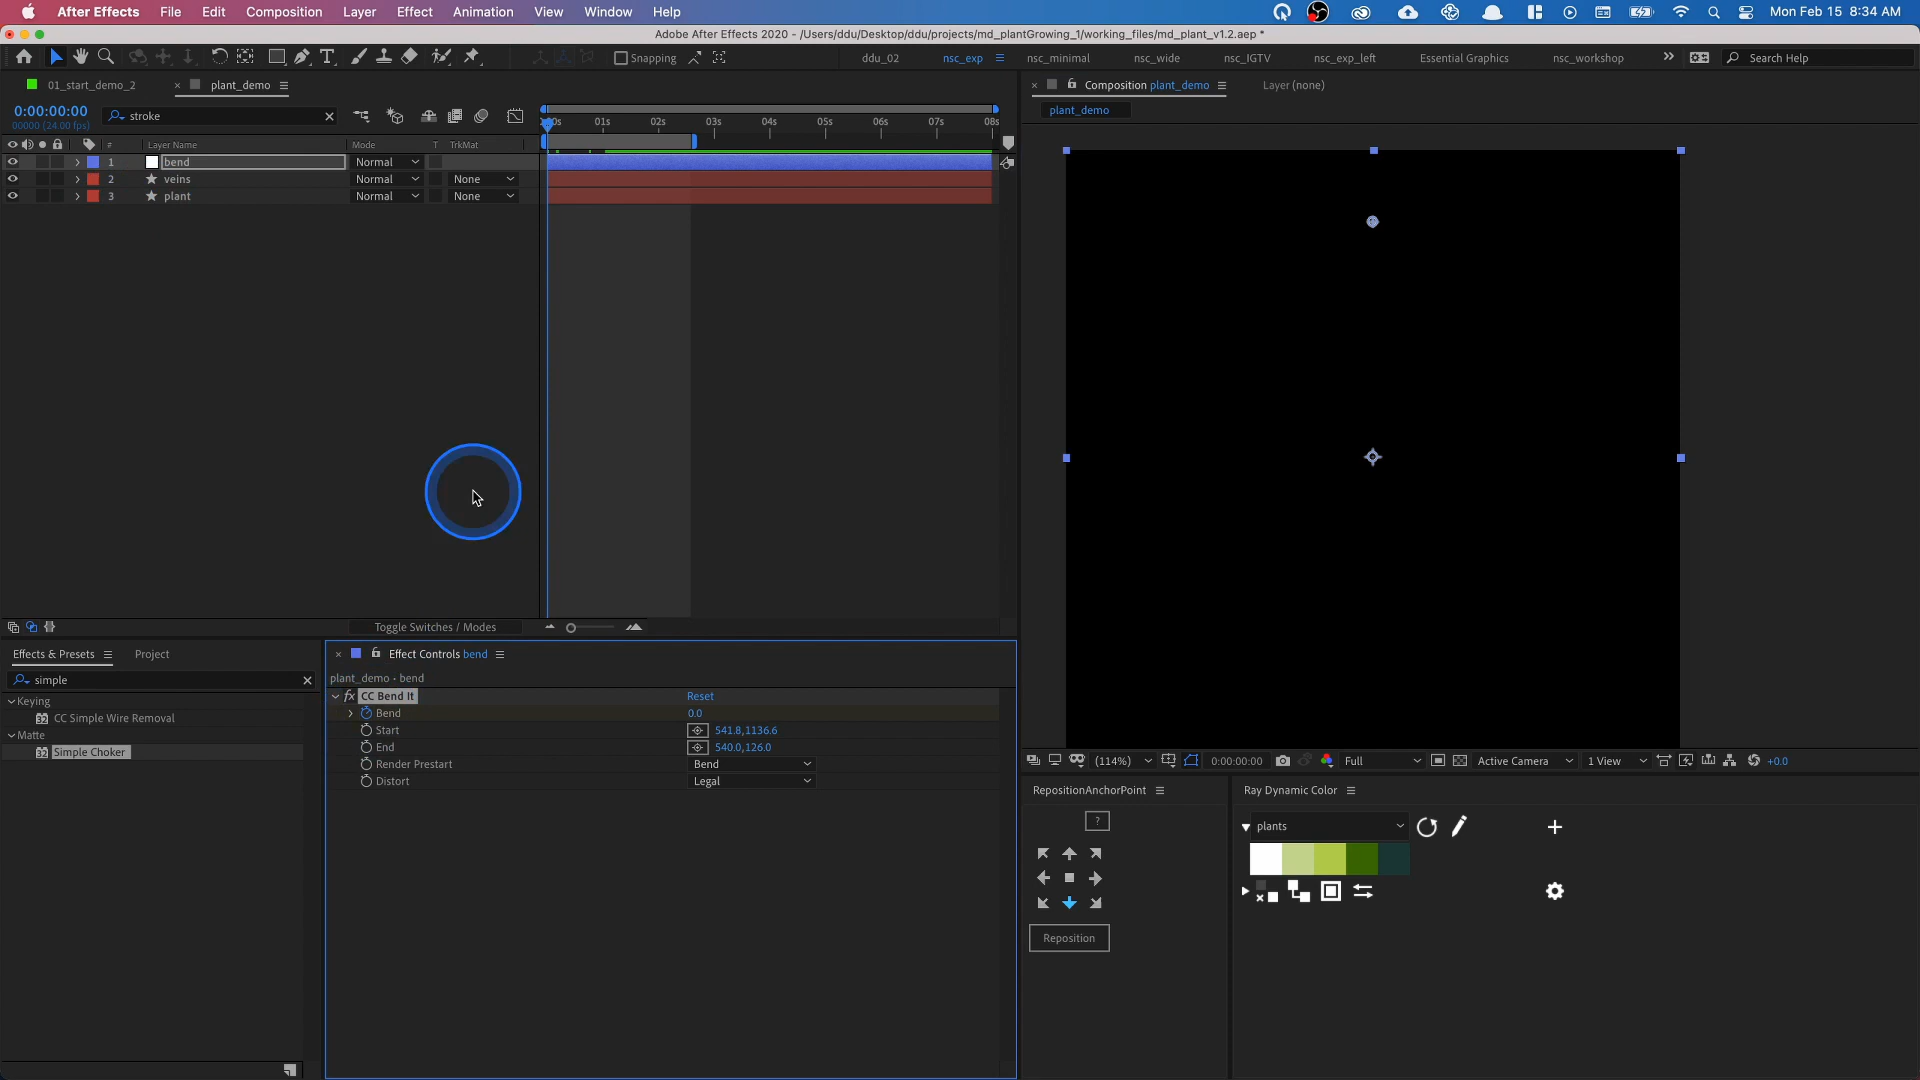 After Effects File Edit Composition Layer Effect Animation View Window Help Mon Feb 15 8:34 AM
Adobe After Effects 2020 - /Users/ddu/Desktop/ddu/projects/md_plantGrowing_1/working_files/md_plant_v1.2.aep *
Snapping ddu_02 nsc_exp nsc_minimal nsc_wide nsc_IGTV nsc_exp_left Essential Graphics nsc_workshop Search Help
01_start_demo_2 plant_demo
Composition plant_demo Layer (none)
0:00:00:00
00000 (24.00 fps)
stroke
plant_demo
01s 02s 03s 04s 05s 06s 07s 08s
# Layer Name Mode T TrkMat
1 bend Normal
2 veins Normal None
3 plant Normal None
Toggle Switches / Modes
(114%) 0:00:00:00 Full Active Camera 1 View +0.0
Effects & Presets Project
simple
Keying
CC Simple Wire Removal
Matte
Simple Choker
Effect Controls bend
plant_demo • bend
fx CC Bend It Reset
Bend 0.0
Start 541.8,1136.6
End 540.0,126.0
Render Prestart Bend
Distort Legal
RepositionAnchorPoint
?
Reposition
Ray Dynamic Color
plants